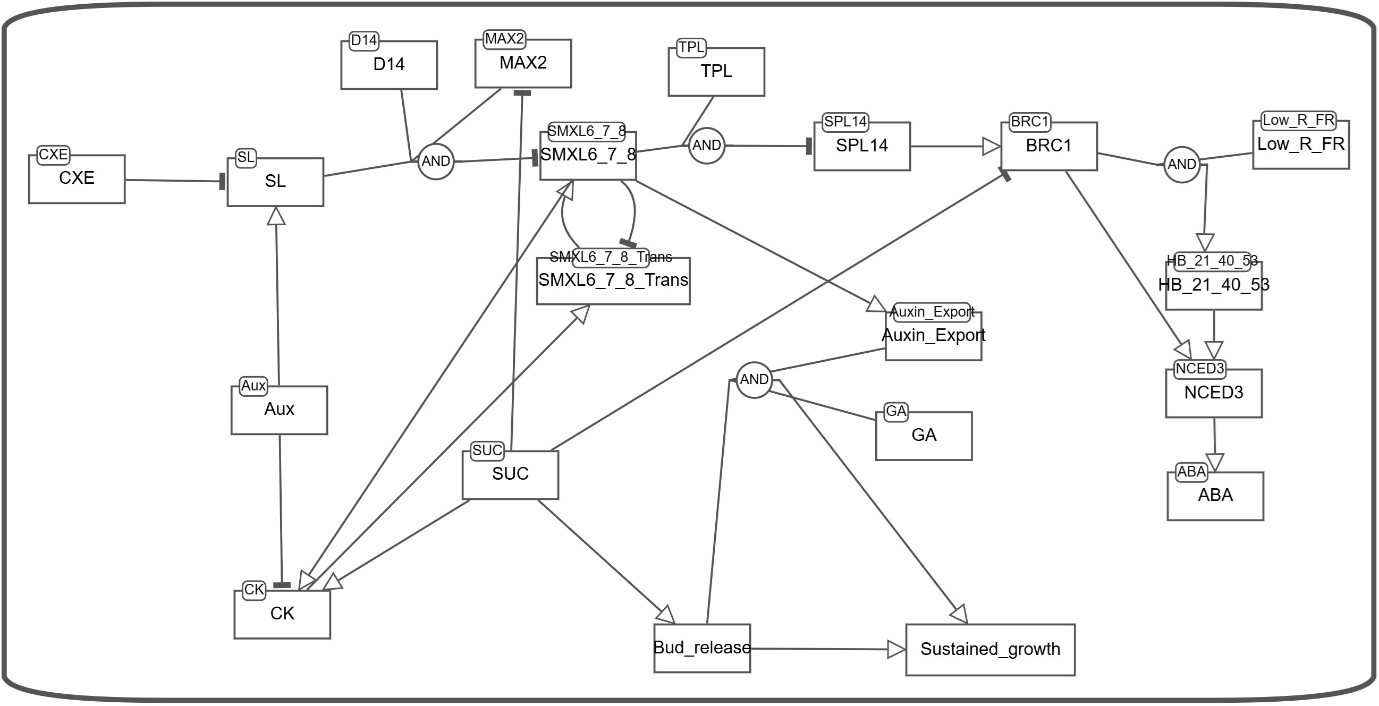 D14
D14
MAX2
MAX2
TPL
TPL
CXE
CXE
SL
SL
AND
SMXL6_7_8
SMXL6_7_8
AND
SPL14
SPL14
BRC1
BRC1
AND
Low_R_FR
Low_R_FR
SMXL6_7_8_Trans
SMXL6_7_8_Trans
HB_21_40_53
HB_21_40_53
Auxin_Export
Auxin_Export
Aux
Aux
AND
GA
GA
NCED3
NCED3
SUC
SUC
ABA
ABA
CK
CK
Bud_release
Sustained_growth